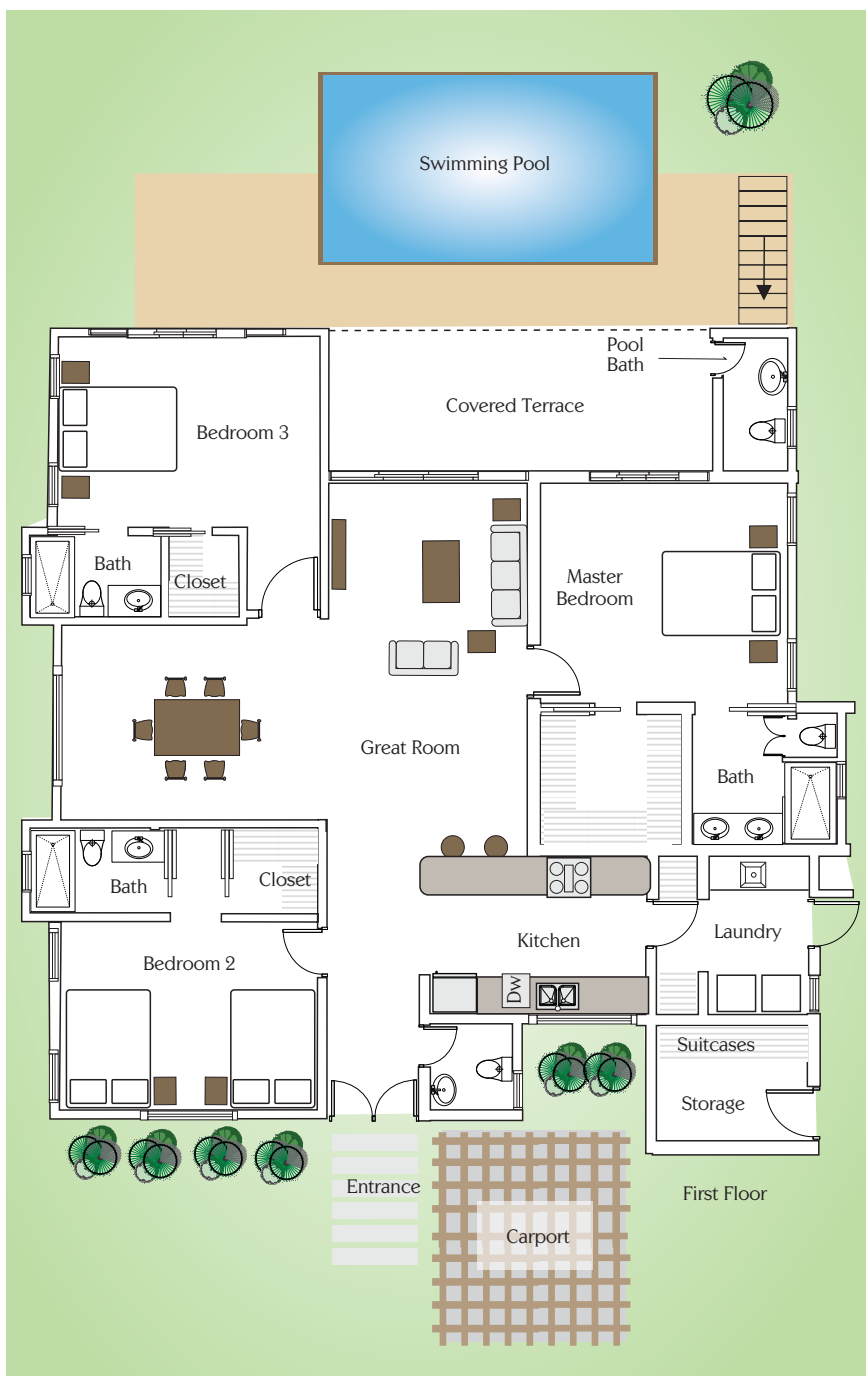 Swimming Pool
Pool
Bath
Covered Terrace
Bedroom 3
Bath
Closet
Master
Bedroom
Great Room
Bath
Bath
Closet
Kitchen
Laundry
Bedroom 2
DW
Suitcases
Storage
Entrance
First Floor
Carport